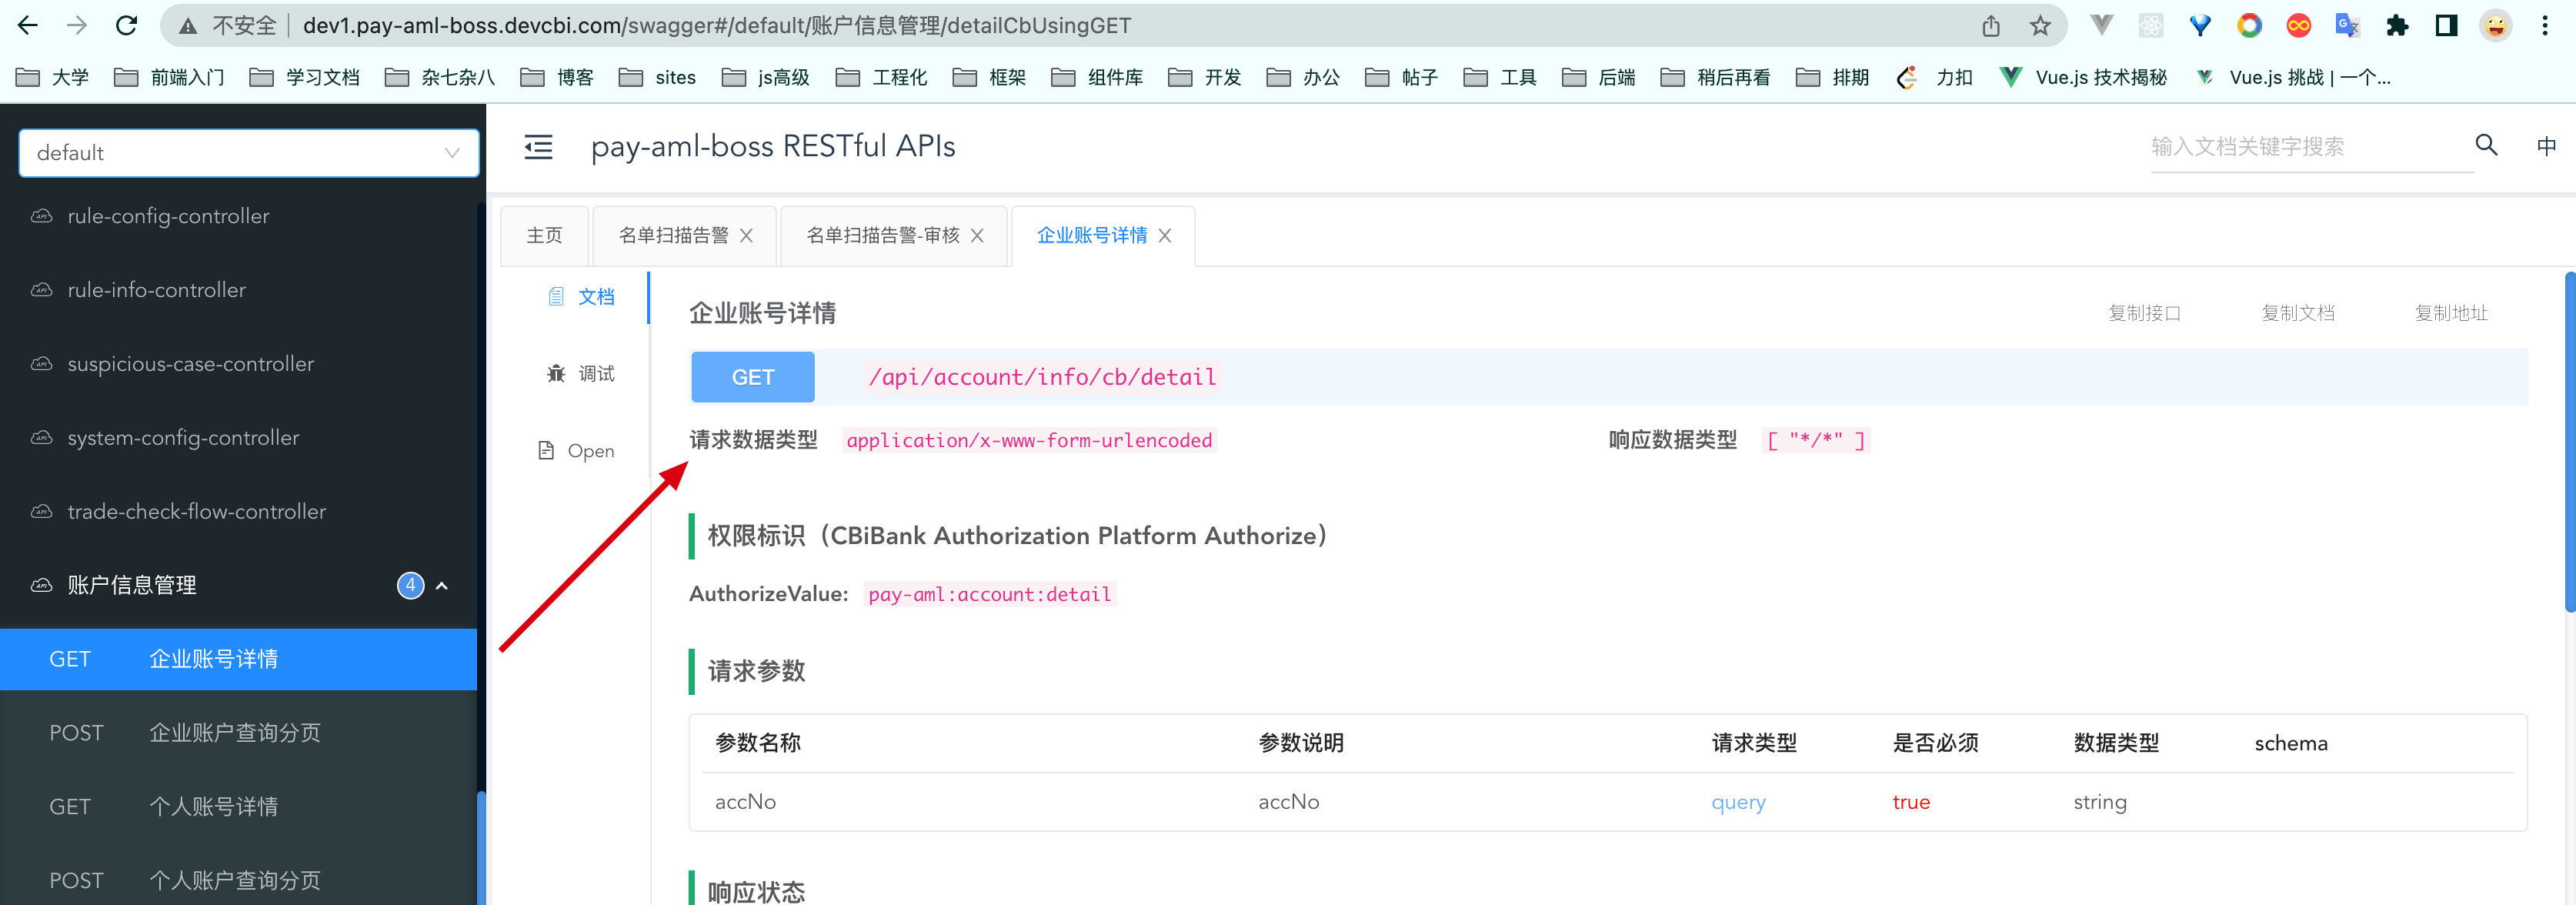 不安全 | dev1.pay-aml-boss.devcbi.com/swagger#/default/账户信息管理/detailCbUsingGET
大学 前端入门 学习文档 杂七杂八 博客 sites js高级 工程化 框架 组件库 开发 办公 帖子 工具 后端 稍后再看 排期 力扣 Vue.js 技术揭秘 Vue.js 挑战 | 一个...
default
rule-config-controller
rule-info-controller
suspicious-case-controller
system-config-controller
trade-check-flow-controller
账户信息管理 4
GET 企业账号详情
POST 企业账户查询分页
GET 个人账号详情
POST 个人账户查询分页
pay-aml-boss RESTful APIs
输入文档关键字搜索
中
主页 名单扫描告警 名单扫描告警-审核 企业账号详情
文档
调试
Open
企业账号详情
复制接口 复制文档 复制地址
GET /api/account/info/cb/detail
请求数据类型 application/x-www-form-urlencoded 响应数据类型 [ "*/*" ]
权限标识（CBiBank Authorization Platform Authorize）
AuthorizeValue: pay-aml:account:detail
请求参数
参数名称 参数说明 请求类型 是否必须 数据类型 schema
accNo accNo query true string
响应状态